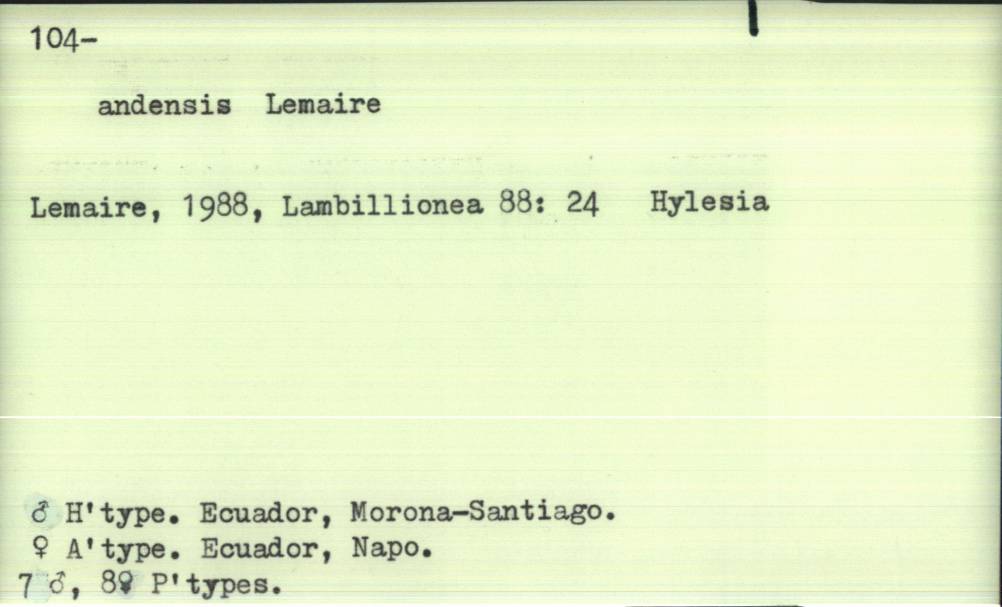 104-
andensis Lemaire
Lemaire, 1988, Lambillionea 88: 24 Hylesia
♂ H'type. Ecuador, Morona-Santiago.
♀ A'type. Ecuador, Napo.
7 ♂, 8♀ P'types.